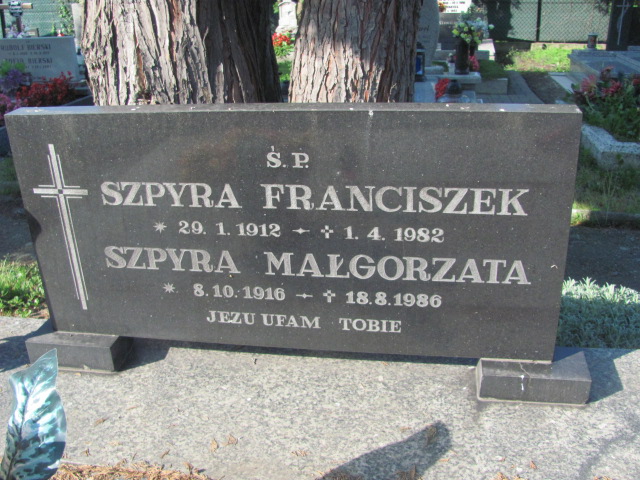 Ś. P.
SZPYRA FRANCISZEK
* 29. 1. 1912 - ✝ 1. 4. 1982
SZPYRA MAŁGORZATA
* 8. 10. 1916 - ✝ 18.8.1986
JEZU UFAM TOBIE